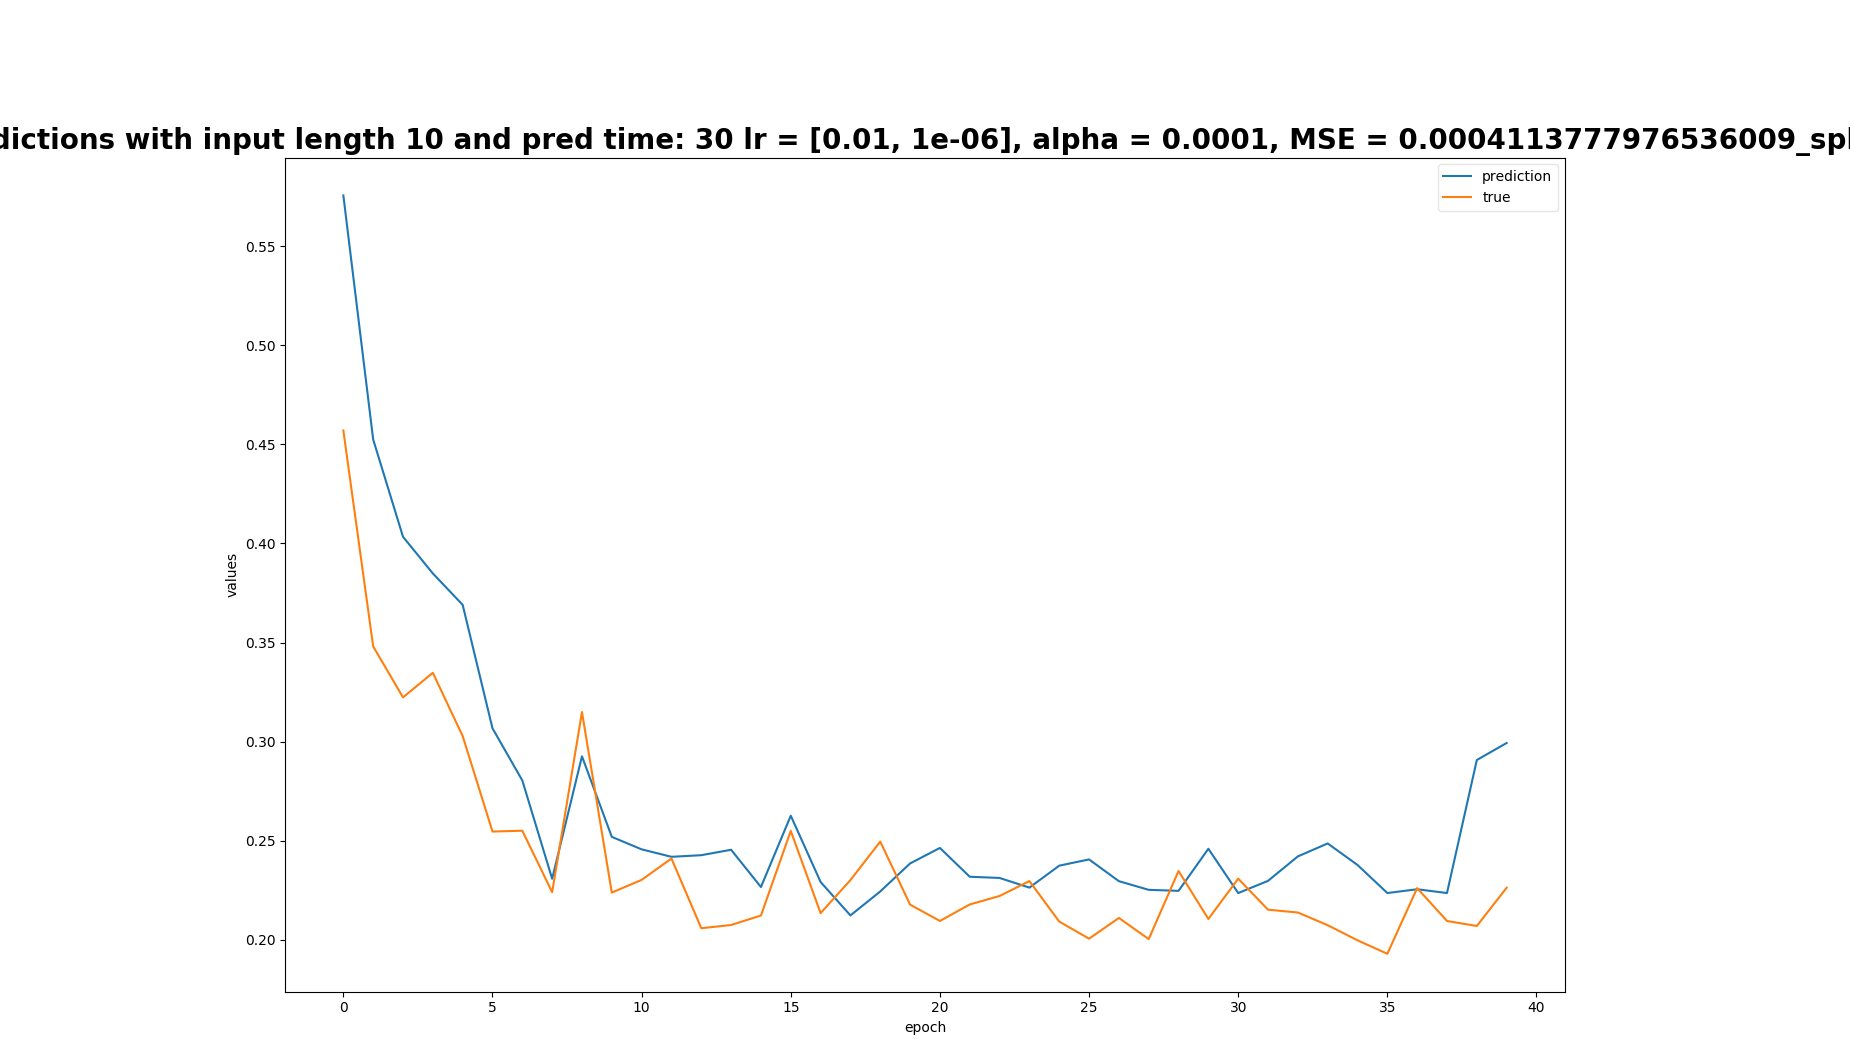 dictions with input length 10 and pred time: 30 lr = [0.01, 1e-06], alpha = 0.0001, MSE = 0.0004113777976536009_spl
prediction
true
0.55
0.50
0.45
0.40
0.35
0.30
0.25
0.20
values
0 5 10 15 20 25 30 35 40
epoch